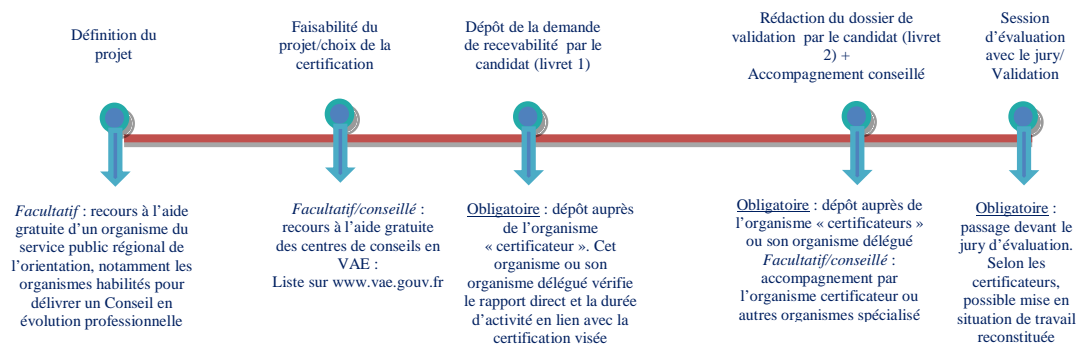 Définition du
projet
Faisabilité du
projet/choix de la
certification
Dépôt de la demande
de recevabilité par le
candidat (livret 1)
Rédaction du dossier de
validation par le candidat (livret
2) +
Accompagnement conseillé
Session
d’évaluation
avec le jury/
Validation
Facultatif : recours à l’aide
gratuite d’un organisme du
service public régional de
l’orientation, notamment les
organismes habilités pour
délivrer un Conseil en
évolution professionnelle
Facultatif/conseillé :
recours à l’aide gratuite
des centres de conseils en
VAE :
Liste sur www.vae.gouv.fr
Obligatoire : dépôt auprès
de l’organisme
« certificateur ». Cet
organisme ou son
organisme délégué vérifie
le rapport direct et la durée
d’activité en lien avec la
certification visée
Obligatoire : dépôt auprès de
l’organisme « certificateurs »
ou son organisme délégué
Facultatif/conseillé :
accompagnement par
l’organisme certificateur ou
autres organismes spécialisé
Obligatoire :
passage devant le
jury d’évaluation.
Selon les
certificateurs,
possible mise en
situation de travail
reconstituée